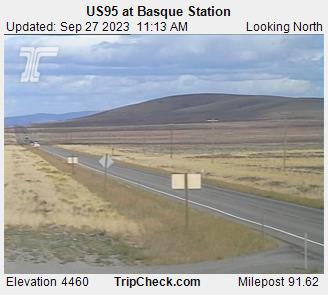 US95 at Basque Station
Updated: Sep 27 2023 11:13 AM Looking North
Elevation 4460 TripCheck.com Milepost 91.62